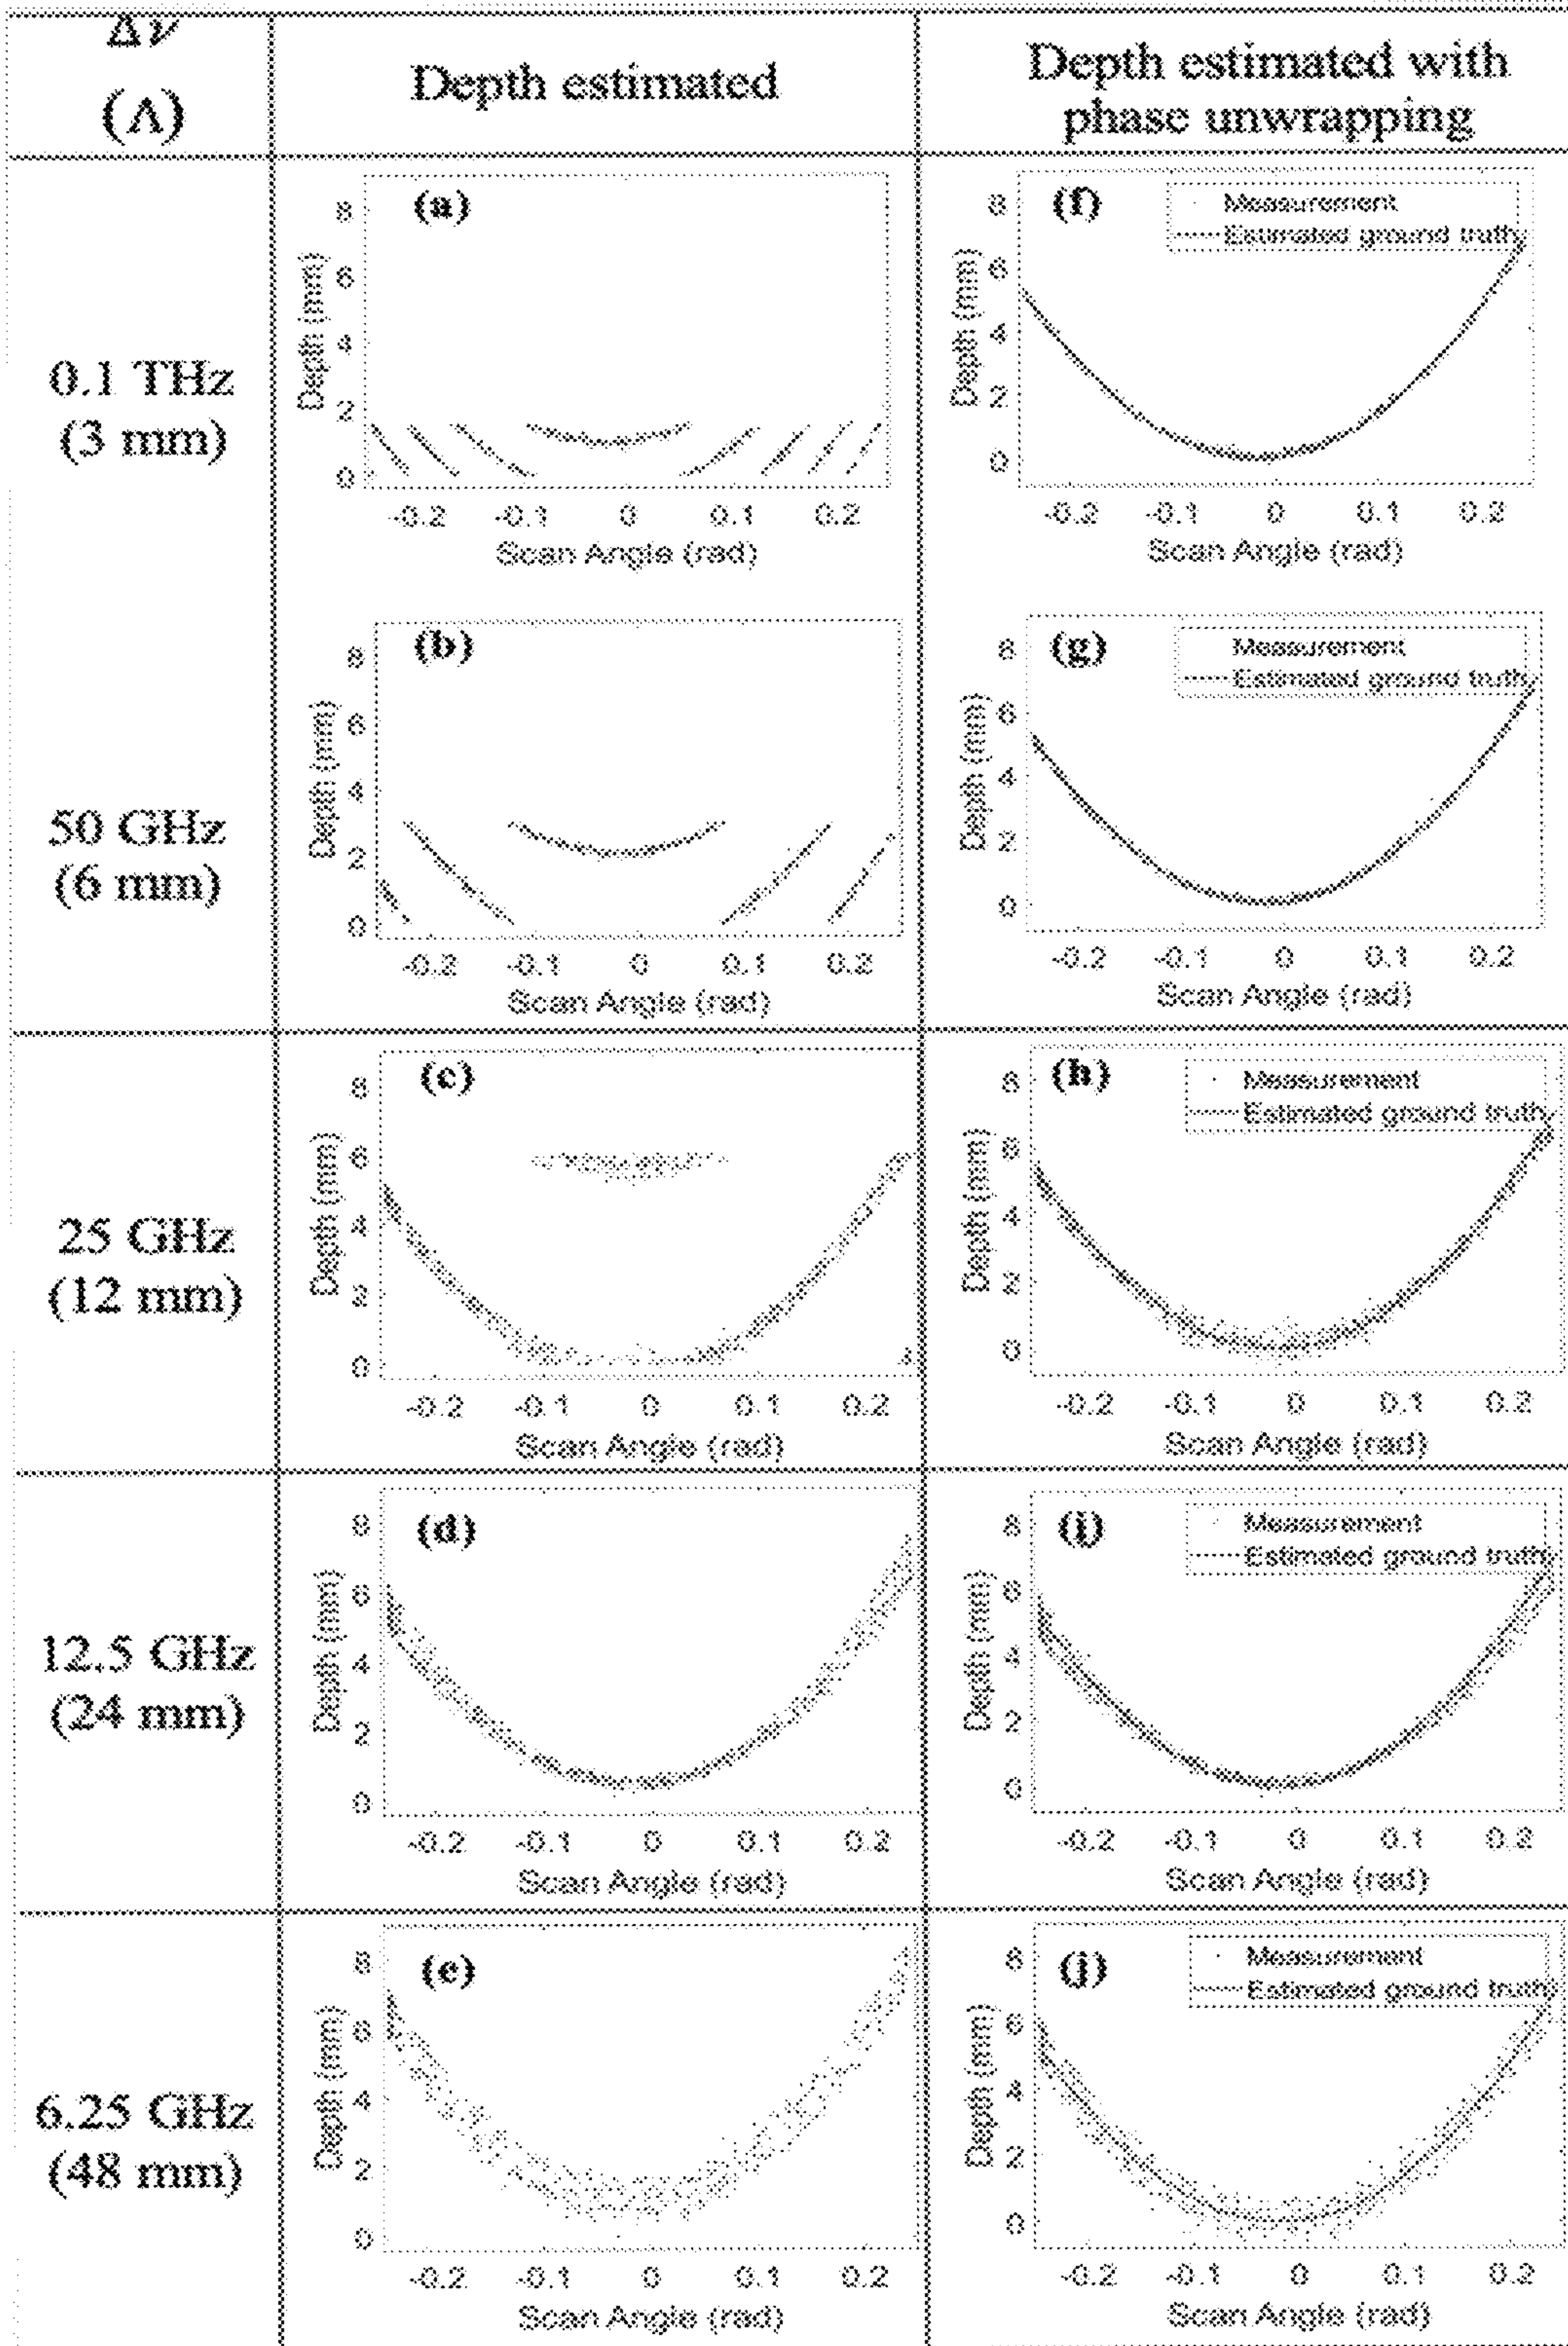 Δν
(Λ)
Depth estimated
Depth estimated with
phase unwrapping
0.1 THz
(3 mm)
(a)
8
6
4
2
0
Depth (mm)
-0.2 -0.1 0 0.1 0.2
Scan Angle (rad)
(f)
Measurement
Estimated ground truth
8
6
4
2
0
Depth (mm)
-0.2 -0.1 0 0.1 0.2
Scan Angle (rad)
50 GHz
(6 mm)
(b)
8
6
4
2
0
Depth (mm)
-0.2 -0.1 0 0.1 0.2
Scan Angle (rad)
(g)
Measurement
Estimated ground truth
8
6
4
2
0
Depth (mm)
-0.2 -0.1 0 0.1 0.2
Scan Angle (rad)
25 GHz
(12 mm)
(c)
8
6
4
2
0
Depth (mm)
-0.2 -0.1 0 0.1 0.2
Scan Angle (rad)
(h)
Measurement
Estimated ground truth
8
6
4
2
0
Depth (mm)
-0.2 -0.1 0 0.1 0.2
Scan Angle (rad)
12.5 GHz
(24 mm)
(d)
8
6
4
2
0
Depth (mm)
-0.2 -0.1 0 0.1 0.2
Scan Angle (rad)
(i)
Measurement
Estimated ground truth
8
6
4
2
0
Depth (mm)
-0.2 -0.1 0 0.1 0.2
Scan Angle (rad)
6.25 GHz
(48 mm)
(e)
8
6
4
2
0
Depth (mm)
-0.2 -0.1 0 0.1 0.2
Scan Angle (rad)
(j)
Measurement
Estimated ground truth
8
6
4
2
0
Depth (mm)
-0.2 -0.1 0 0.1 0.2
Scan Angle (rad)